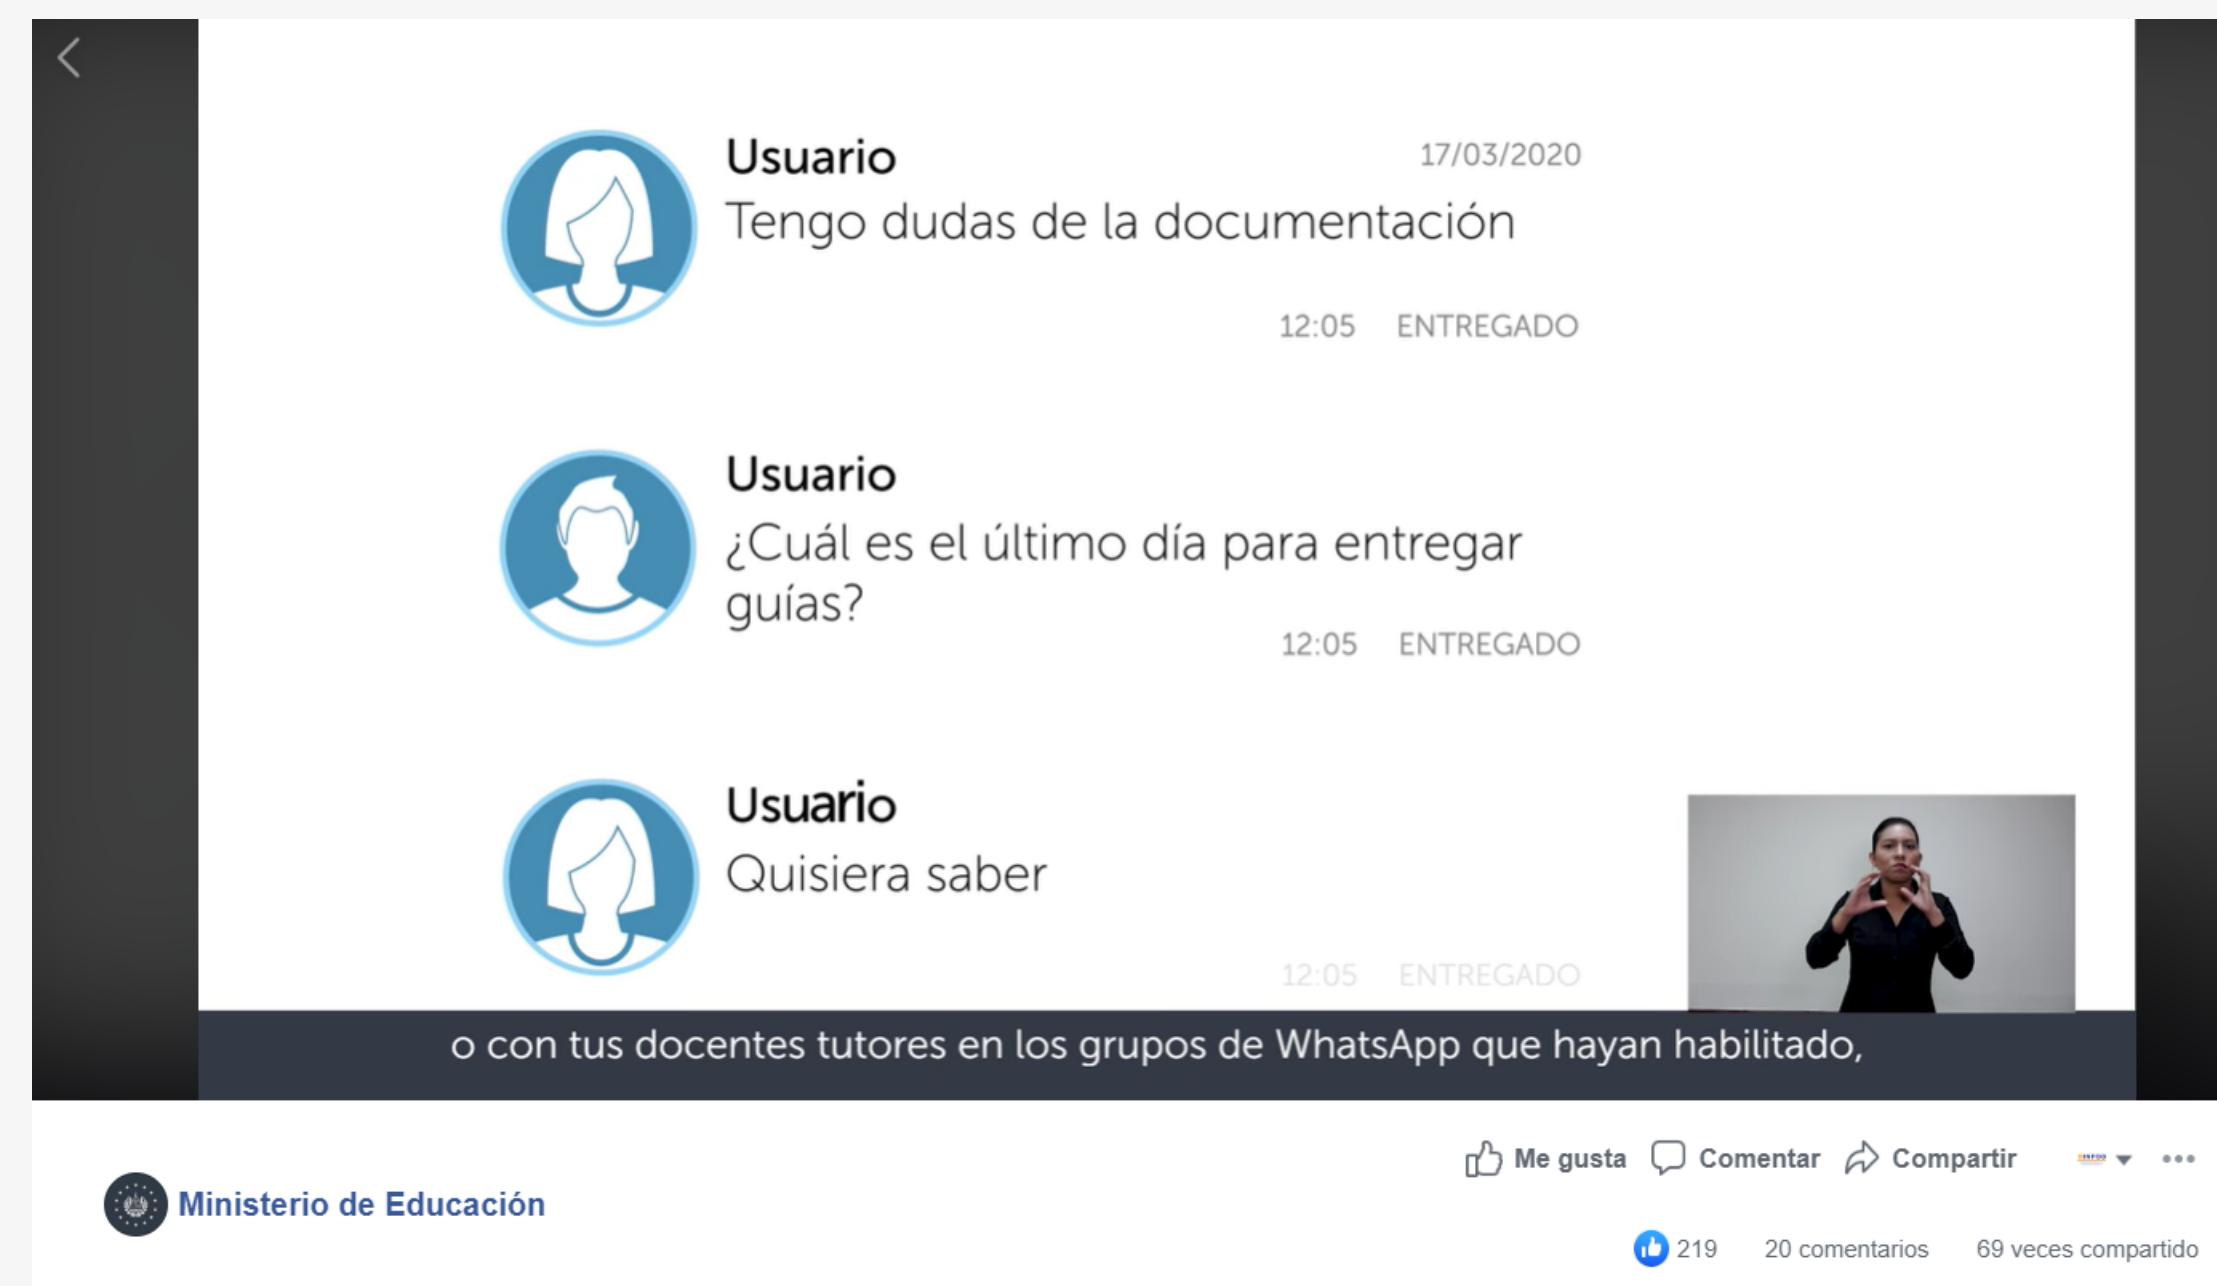 Usuario
17/03/2020
Tengo dudas de la documentación
12:05 ENTREGADO
Usuario
¿Cuál es el último día para entregar
guías?
12:05 ENTREGADO
Usuario
Quisiera saber
12:05 ENTREGADO
o con tus docentes tutores en los grupos de WhatsApp que hayan habilitado,
Me gusta Comentar Compartir
Ministerio de Educación
219 20 comentarios 69 veces compartido